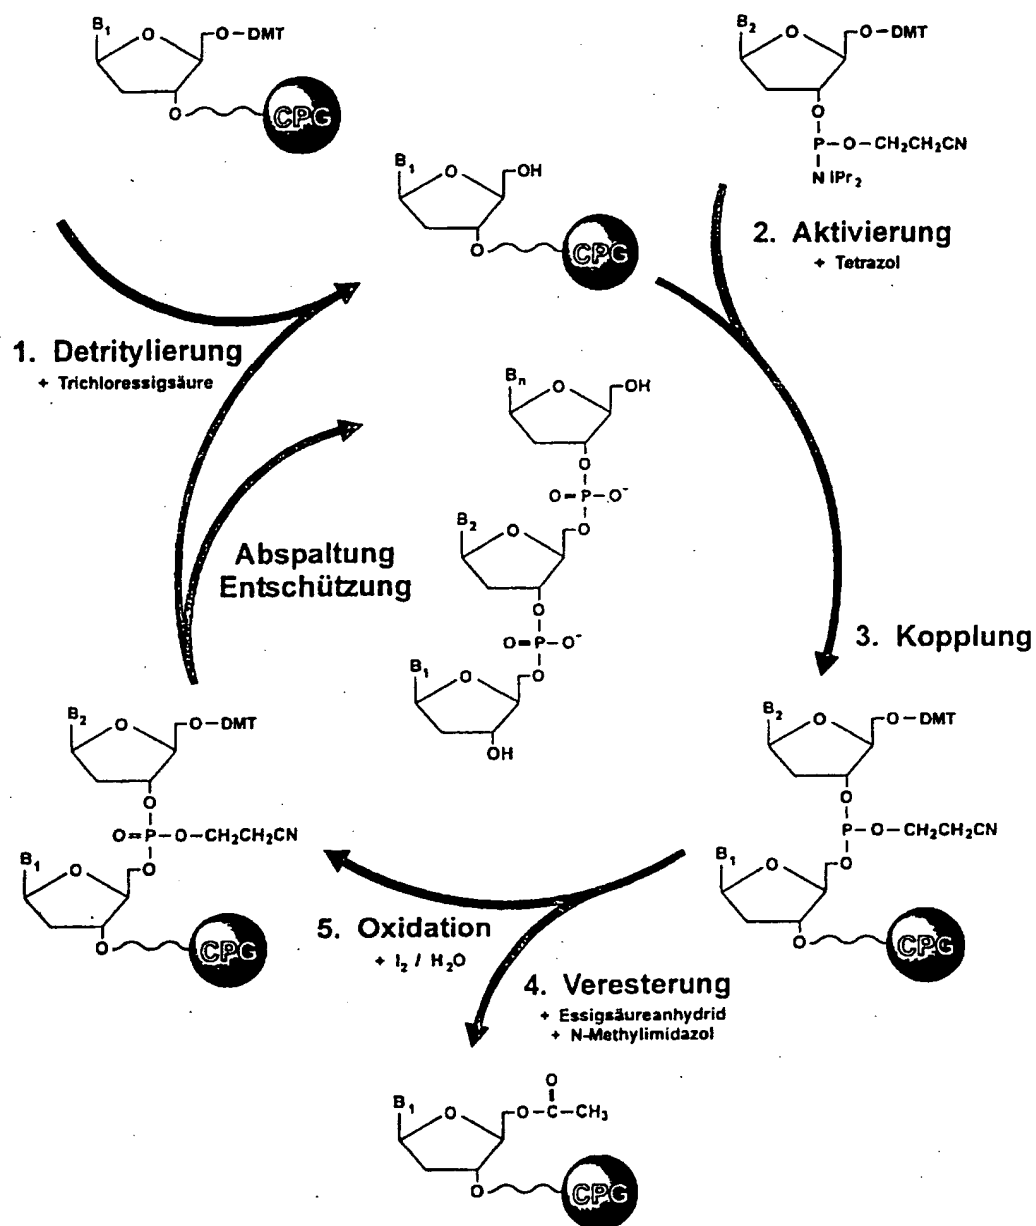 B1
O
O–DMT
O
CPG
B2
O
O–DMT
O
P–O–CH2CH2CN
N iPr2
B1
O
OH
O
CPG
2. Aktivierung
+ Tetrazol
1. Detritylierung
+ Trichloressigsäure
Bn
O
OH
O
O=P–O-
O
B2
O
O
O=P–O-
O
B1
O
OH
Abspaltung
Entschützung
3. Kopplung
B2
O
O–DMT
O
O=P–O–CH2CH2CN
O
B1
O
O
CPG
B2
O
O–DMT
O
P–O–CH2CH2CN
O
B1
O
O
CPG
5. Oxidation
+ I2 / H2O
4. Veresterung
+ Essigsäureanhydrid
+ N-Methylimidazol
O
B1
O
O–C–CH3
O
CPG